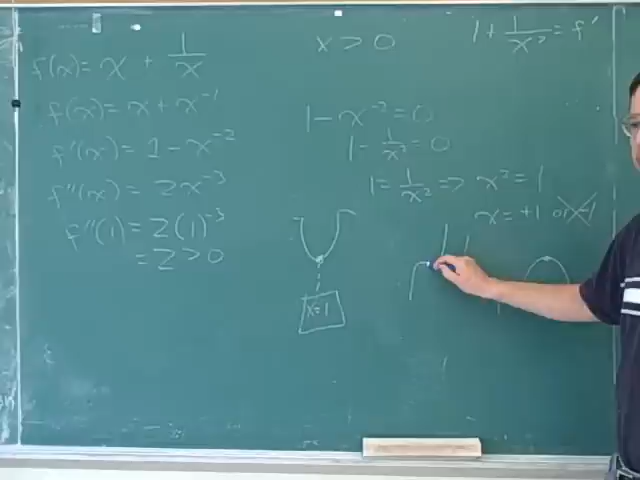 f(x) = x + 1/x
f(x) = x + x⁻¹
f'(x) = 1 - x⁻²
f''(x) = 2x⁻³
f''(1) = 2(1)⁻³
= 2 > 0
x > 0
1 - x⁻² = 0
1 - 1/x² = 0
1 = 1/x² => x² = 1
x = +1 or -1
x=1
1 + 1/x² = f'